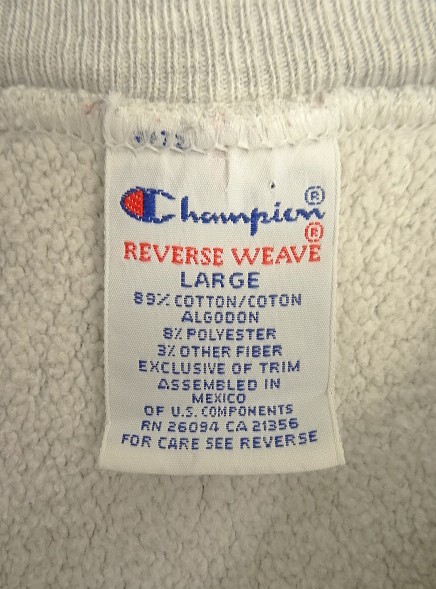 Champion®
REVERSE WEAVE®
LARGE
89% COTTON/COTON
ALGODON
8% POLYESTER
3% OTHER FIBER
EXCLUSIVE OF TRIM
ASSEMBLED IN
MEXICO
OF U.S. COMPONENTS
RN 26094 CA 21356
FOR CARE SEE REVERSE